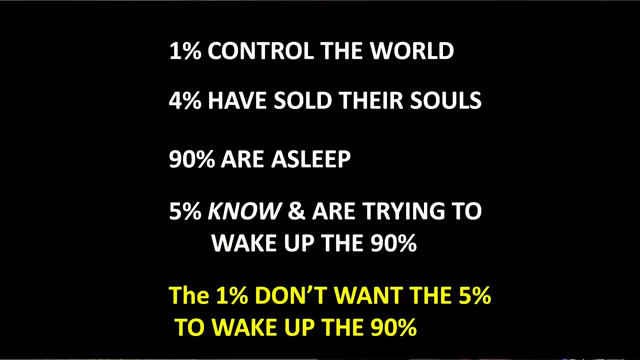 1% CONTROL THE WORLD
4% HAVE SOLD THEIR SOULS
90% ARE ASLEEP
5% KNOW & ARE TRYING TO
WAKE UP THE 90%
The 1% DON'T WANT THE 5%
TO WAKE UP THE 90%